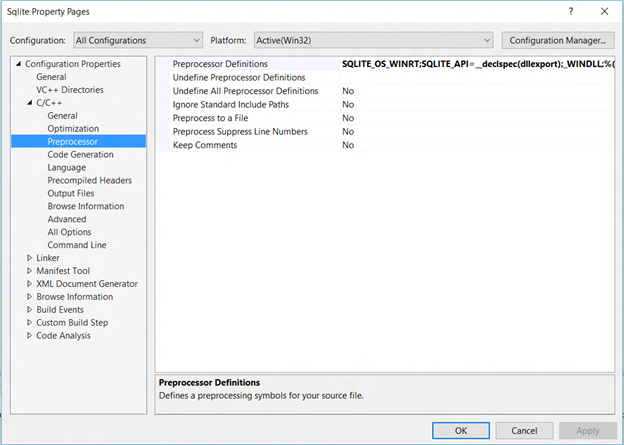 Sqlite Property Pages
? ✕
Configuration: All Configurations Platform: Active(Win32) Configuration Manager...
Configuration Properties
General
VC++ Directories
C/C++
General
Optimization
Preprocessor
Code Generation
Language
Precompiled Headers
Output Files
Browse Information
Advanced
All Options
Command Line
Linker
Manifest Tool
XML Document Generator
Browse Information
Build Events
Custom Build Step
Code Analysis
Preprocessor Definitions SQLITE_OS_WINRT;SQLITE_API=__declspec(dllexport);_WINDLL;%(
Undefine Preprocessor Definitions
Undefine All Preprocessor Definitions No
Ignore Standard Include Paths No
Preprocess to a File No
Preprocess Suppress Line Numbers No
Keep Comments No
Preprocessor Definitions
Defines a preprocessing symbols for your source file.
OK Cancel Apply